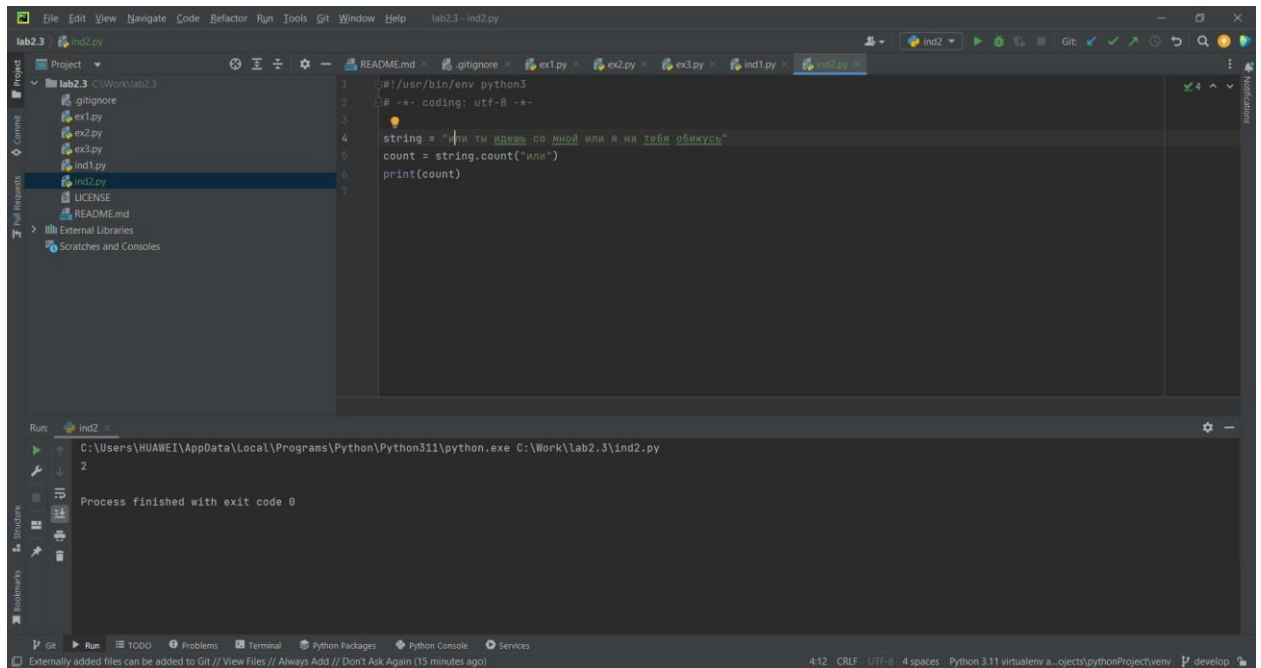 File Edit View Navigate Code Refactor Run Tools Git Window Help lab2.3 - ind2.py
lab2.3 ind2.py ind2 Git:
Project README.md .gitignore ex1.py ex2.py ex3.py ind1.py ind2.py
lab2.3 C:\Work\lab2.3
.gitignore
ex1.py
ex2.py
ex3.py
ind1.py
ind2.py
LICENSE
README.md
External Libraries
Scratches and Consoles
1 #!/usr/bin/env python3
2 # -*- coding: utf-8 -*-
3
4 string = "или ты идешь со мной или я на тебя обижусь"
5 count = string.count("или")
6 print(count)
7
4
Project
Commit
Pull Requests
Notifications
Run: ind2
C:\Users\HUAWEI\AppData\Local\Programs\Python\Python311\python.exe C:\Work\lab2.3\ind2.py
2
Process finished with exit code 0
Structure
Bookmarks
Git Run TODO Problems Terminal Python Packages Python Console Services
Externally added files can be added to Git // View Files // Always Add // Don't Ask Again (15 minutes ago) 4:12 CRLF UTF-8 4 spaces Python 3.11 virtualenv a...ojects\pythonProject\venv develop